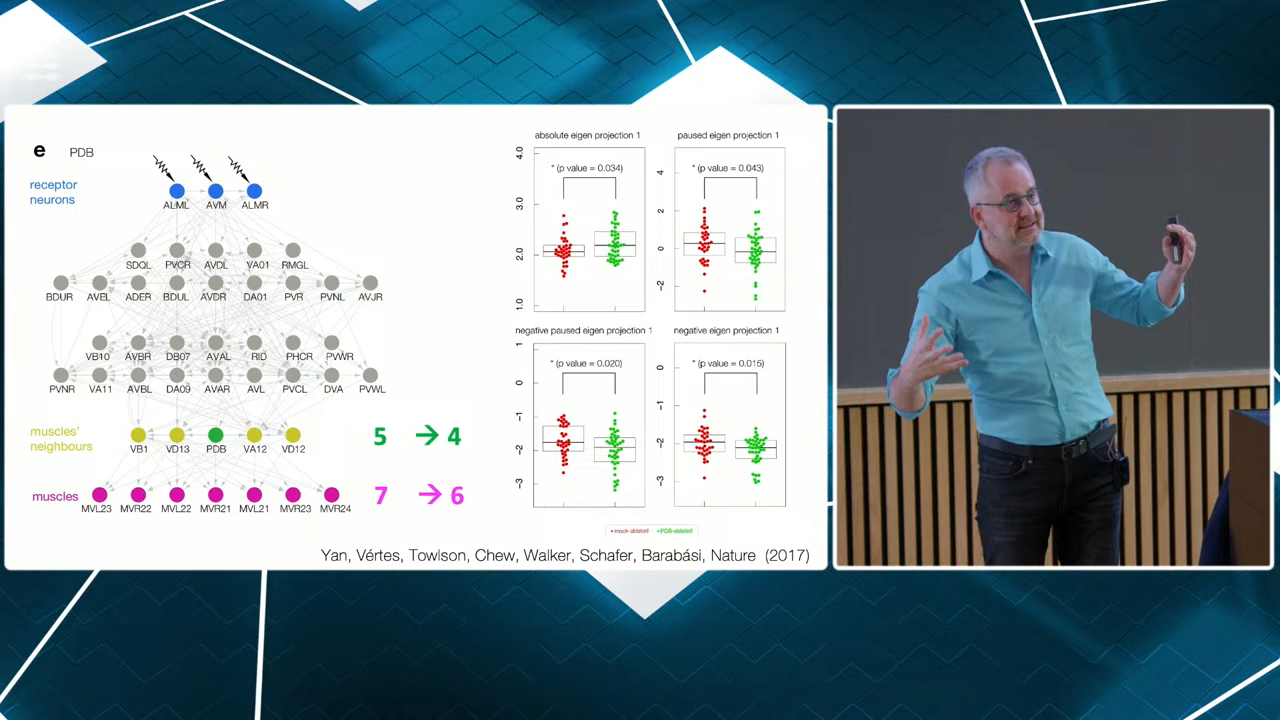 e PDB
receptor
neurons
ALML AVM ALMR
SDQL PVCR AVDL VA01 RMGL
BDUR AVEL ADER BDUL AVDR DA01 PVR PVNL AVJR
VB10 AVBR DB07 AVAL RID PHCR PVWR
PVNR VA11 AVBL DA09 AVAR AVL PVCL DVA PVWL
muscles'
neighbours
VB1 VD13 PDB VA12 VD12
5 → 4
muscles
7 → 6
MVL23 MVR22 MVL22 MVR21 MVL21 MVR23 MVR24
absolute eigen projection 1
* (p value = 0.034)
4.0
3.0
2.0
1.0
paused eigen projection 1
* (p value = 0.043)
4
2
0
−2
negative paused eigen projection 1
* (p value = 0.020)
1
0
−1
−2
−3
negative eigen projection 1
* (p value = 0.015)
0
−1
−2
−3
• mock-ablated • PDB-ablated
Yan, Vértes, Towlson, Chew, Walker, Schafer, Barabási, Nature (2017)